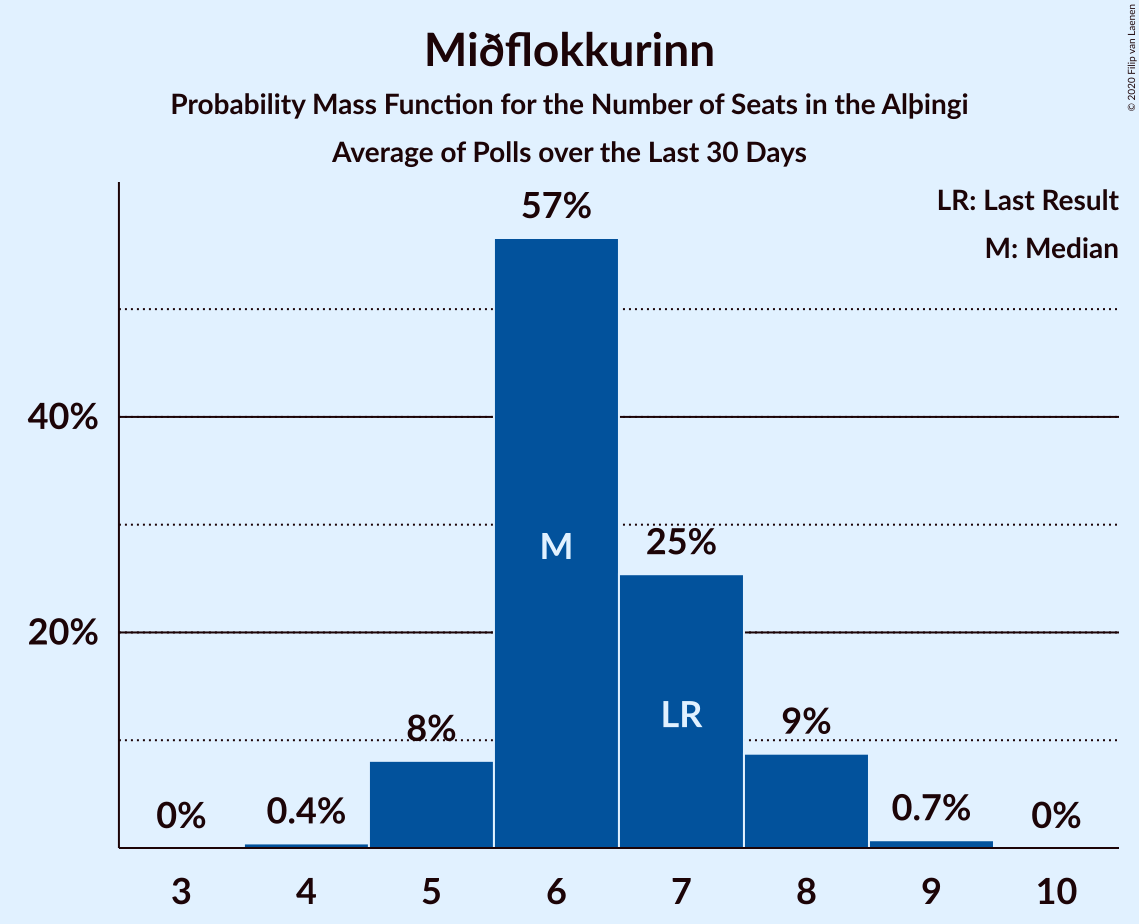 Miðflokkurinn
Probability Mass Function for the Number of Seats in the Alþingi
Average of Polls over the Last 30 Days
© 2020 Filip van Laenen
LR: Last Result
M: Median
57%
40%
M
25%
20%
LR
8%
9%
0%
0.4%
0.7%
0%
3 4 5 6 7 8 9 10